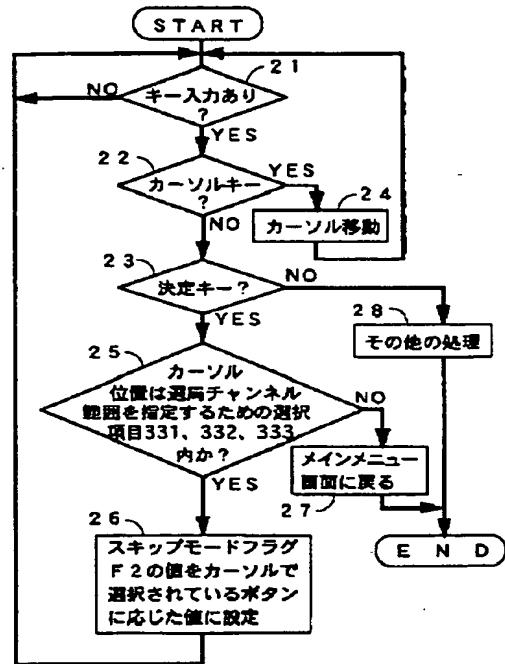 START
21
キー入力あり
?
NO
YES
22
カーソルキー
?
YES
24
カーソル移動
NO
23
決定キー?
NO
YES
28
その他の処理
25
カーソル
位置は選局チャンネル
範囲を指定するための選択
項目331、332、333
内か?
NO
メインメニュー
画面に戻る
27
YES
26
スキップモードフラグ
F2の値をカーソルで
選択されているボタン
に応じた値に設定
END